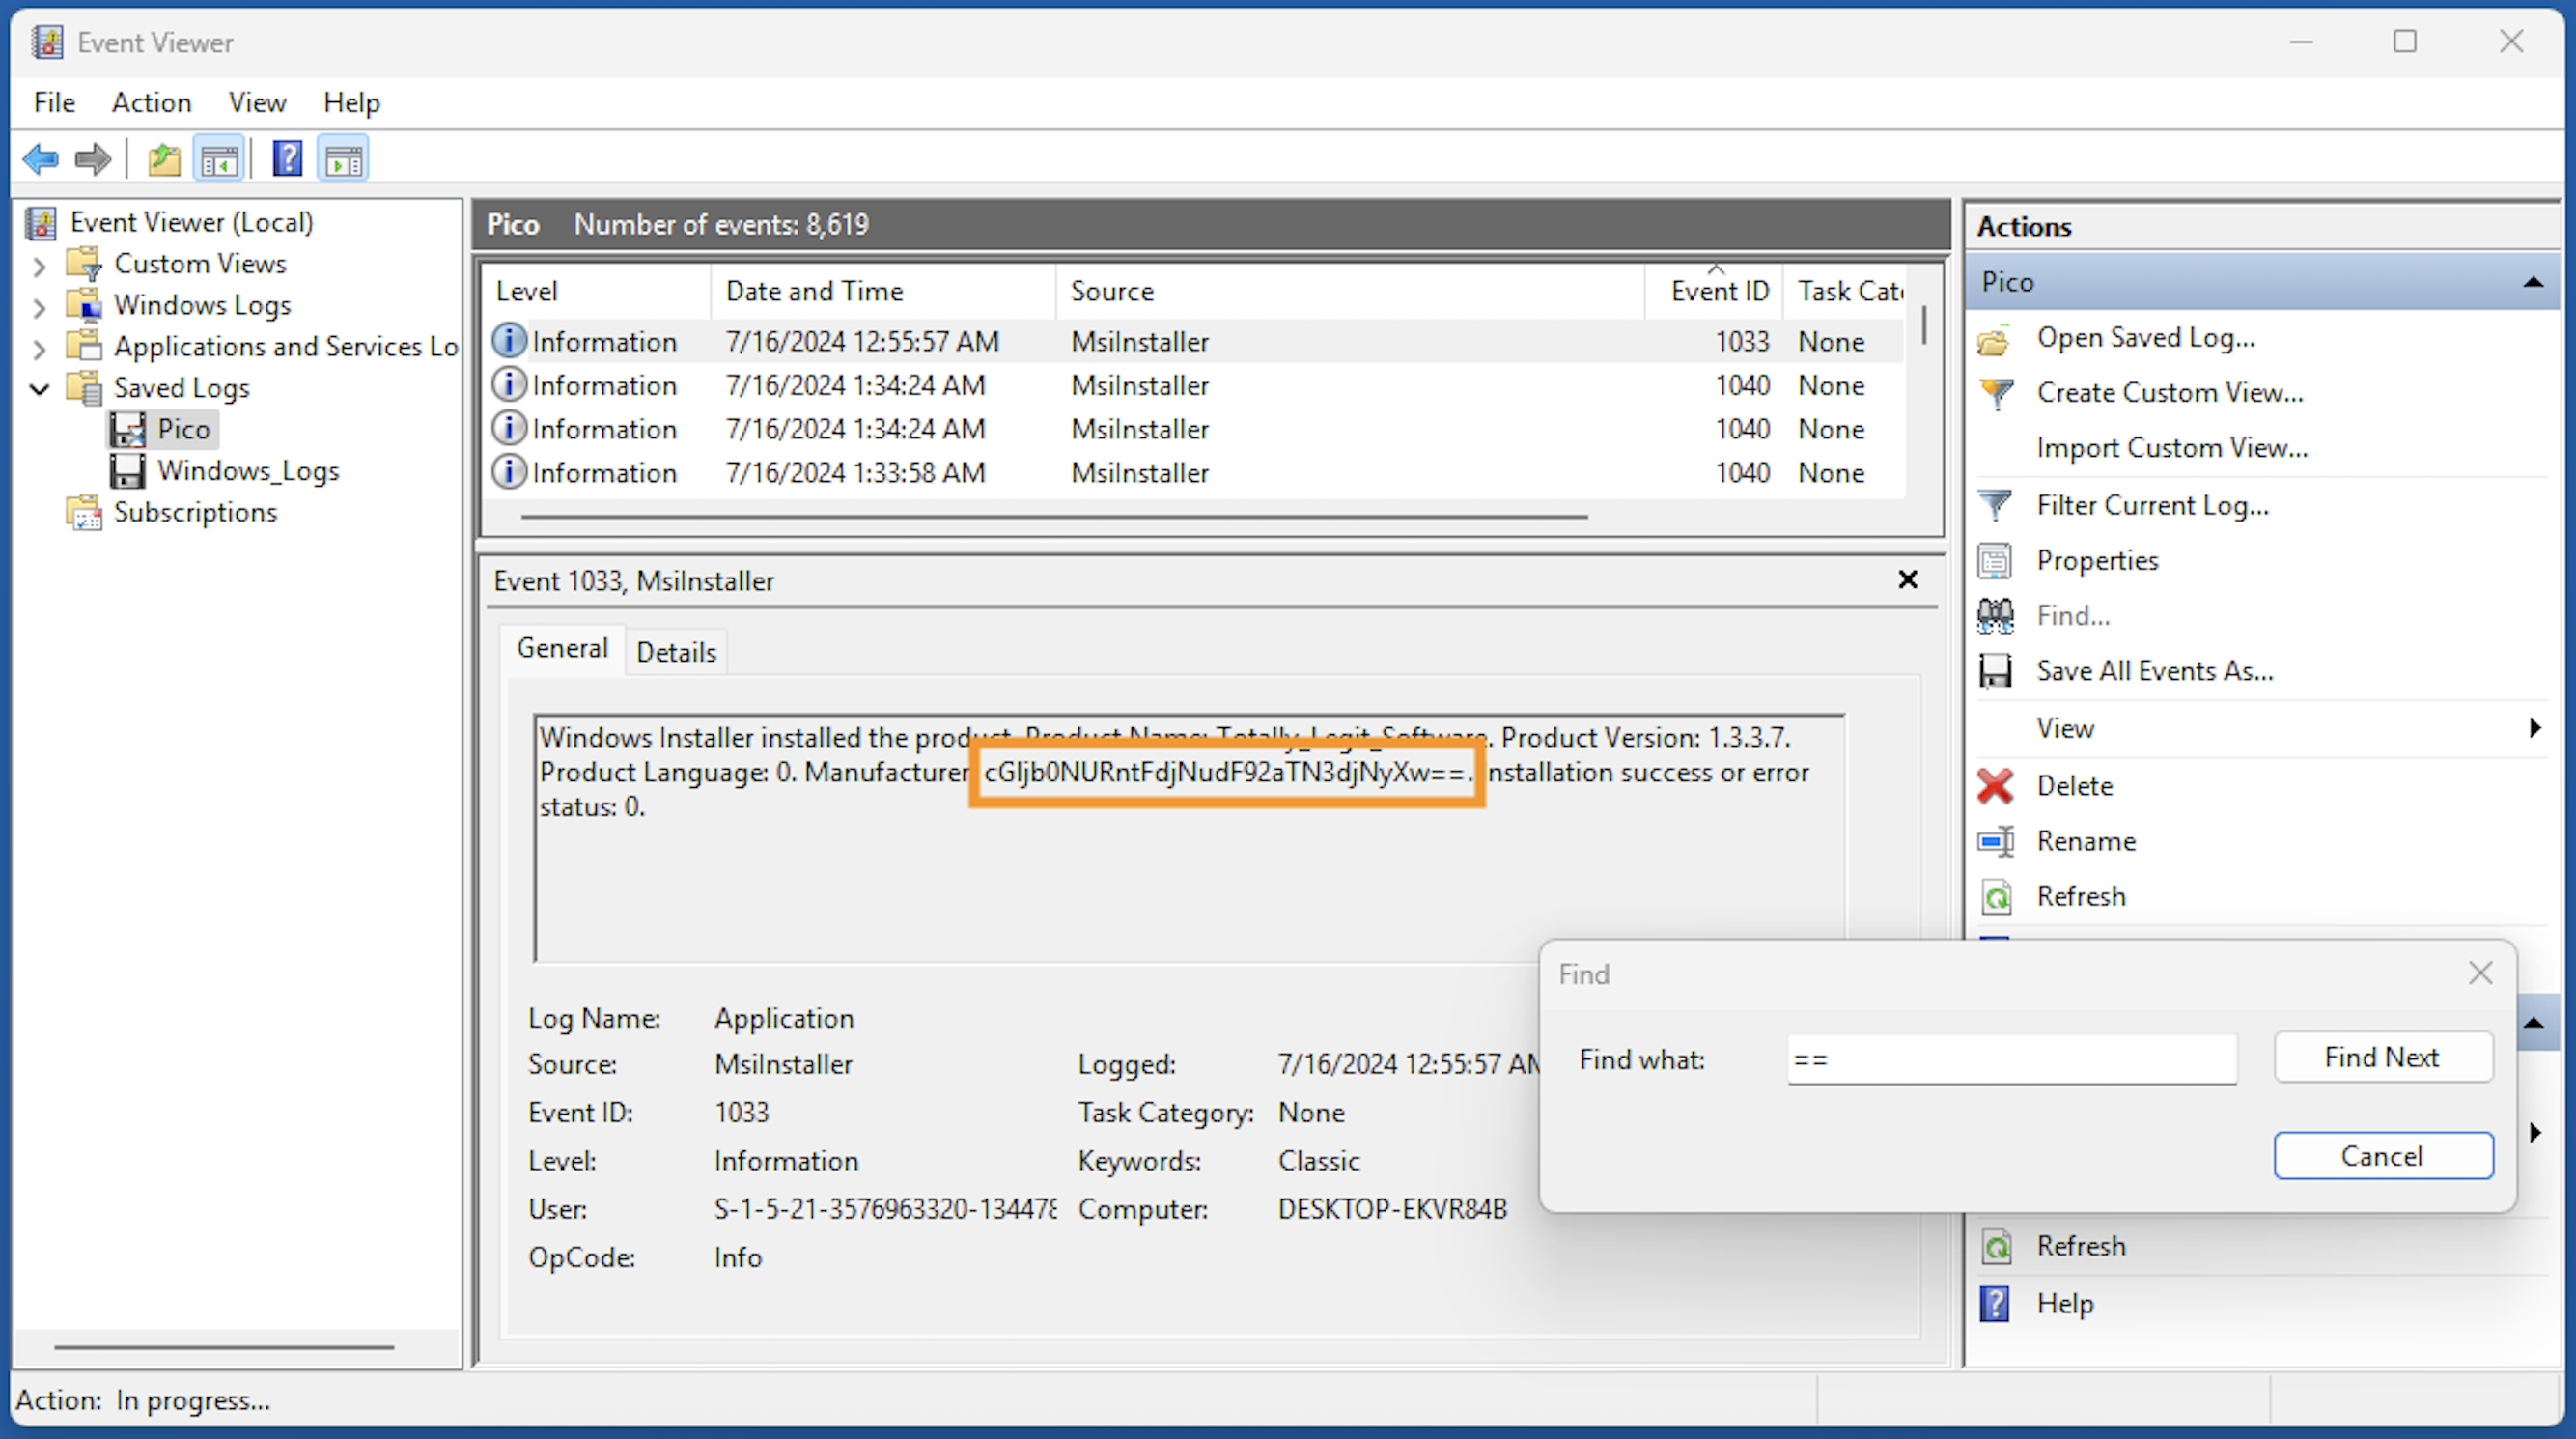 Event Viewer
File Action View Help
Event Viewer (Local)
Custom Views
Windows Logs
Applications and Services Lo
Saved Logs
Pico
Windows_Logs
Subscriptions
Pico Number of events: 8,619
Level Date and Time Source Event ID Task Cate
Information 7/16/2024 12:55:57 AM MsiInstaller 1033 None
Information 7/16/2024 1:34:24 AM MsiInstaller 1040 None
Information 7/16/2024 1:34:24 AM MsiInstaller 1040 None
Information 7/16/2024 1:33:58 AM MsiInstaller 1040 None
Event 1033, MsiInstaller
General Details
Windows Installer installed the product. Product Name: Totally_Legit_Software. Product Version: 1.3.3.7.
Product Language: 0. Manufacturer cGljb0NURntFdjNudF92aTN3djNyXw==. nstallation success or error
status: 0.
Log Name: Application
Source: MsiInstaller Logged: 7/16/2024 12:55:57 AM
Event ID: 1033 Task Category: None
Level: Information Keywords: Classic
User: S-1-5-21-3576963320-134478 Computer: DESKTOP-EKVR84B
OpCode: Info
Actions
Pico
Open Saved Log...
Create Custom View...
Import Custom View...
Filter Current Log...
Properties
Find...
Save All Events As...
View
Delete
Rename
Refresh
Find
Find what: == Find Next
Cancel
Refresh
Help
Action: In progress...